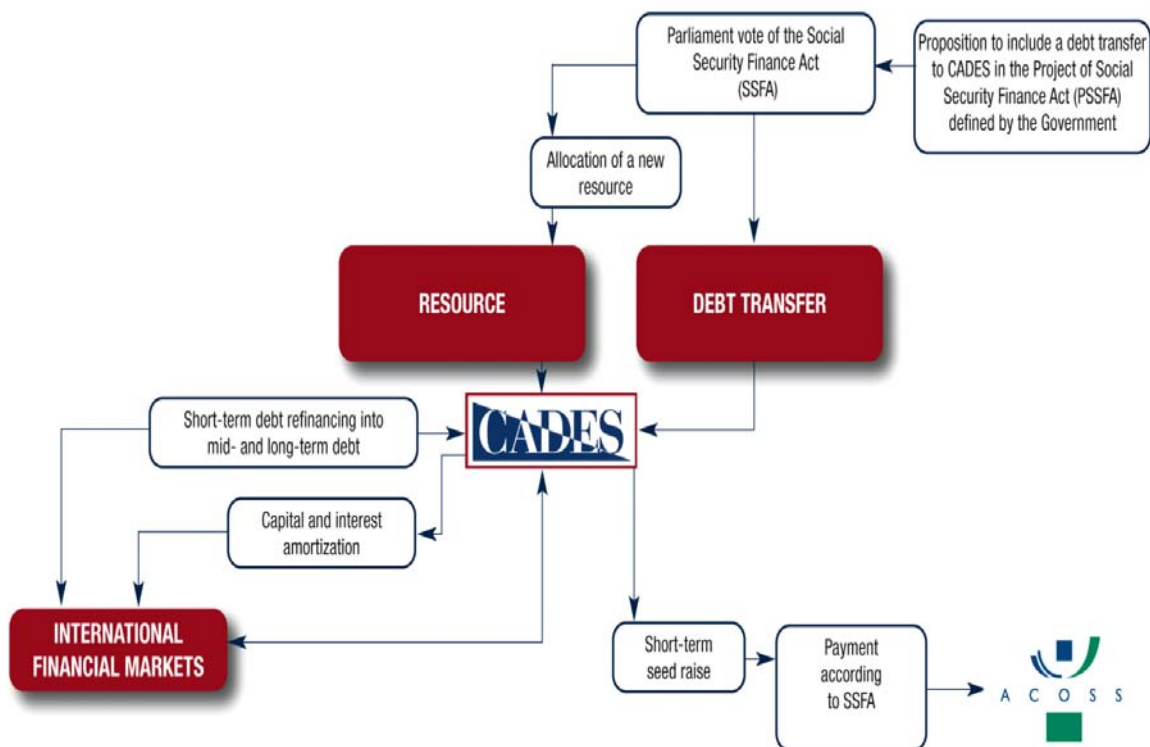 Parliament vote of the Social
Security Finance Act
(SSFA)
Proposition to include a debt transfer
to CADES in the Project of Social
Security Finance Act (PSSFA)
defined by the Government
Allocation of a new
resource
RESOURCE
DEBT TRANSFER
Short-term debt refinancing into
mid- and long-term debt
CADES
Capital and interest
amortization
INTERNATIONAL
FINANCIAL MARKETS
Short-term
seed raise
Payment
according
to SSFA
ACOSS